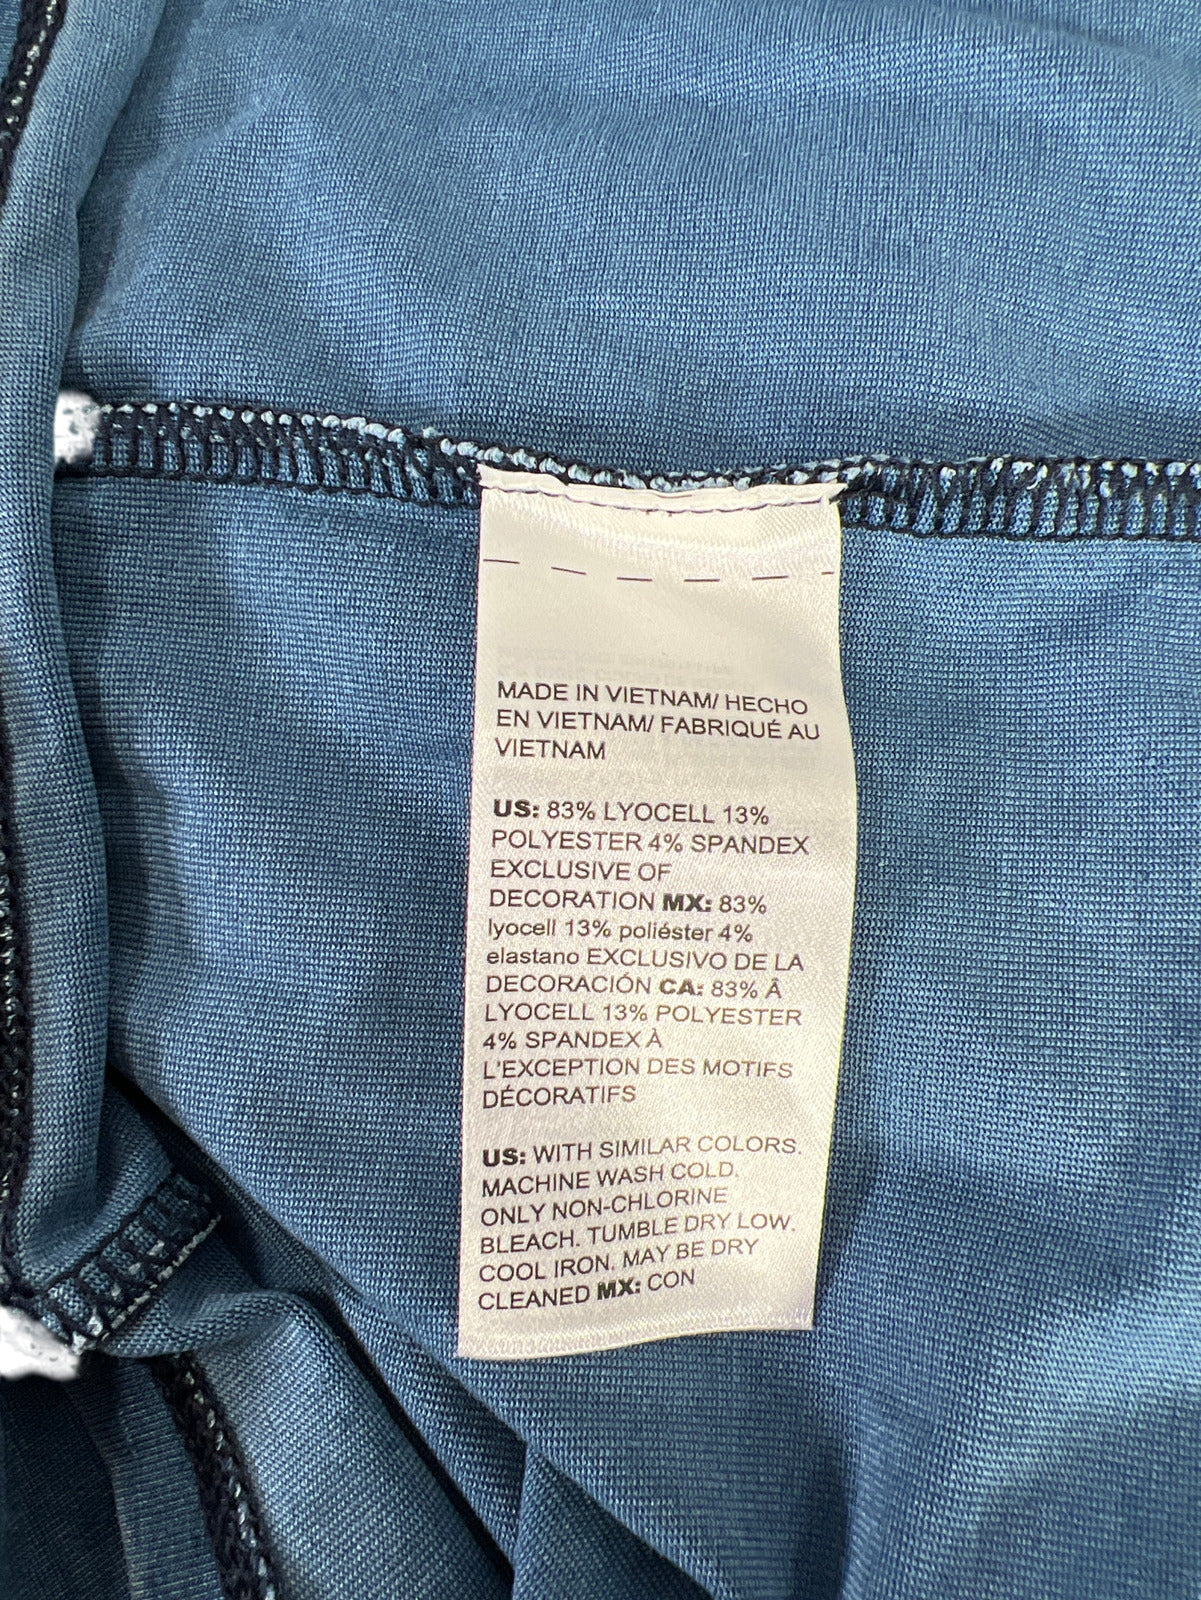 MADE IN VIETNAM/ HECHO
EN VIETNAM/ FABRIQUÉ AU
VIETNAM
US: 83% LYOCELL 13%
POLYESTER 4% SPANDEX
EXCLUSIVE OF
DECORATION MX: 83%
lyocell 13% poliéster 4%
elastano EXCLUSIVO DE LA
DECORACIÓN CA: 83% Â
LYOCELL 13% POLYESTER
4% SPANDEX À
L'EXCEPTION DES MOTIFS
DÉCORATIFS
US: WITH SIMILAR COLORS.
MACHINE WASH COLD.
ONLY NON-CHLORINE
BLEACH. TUMBLE DRY LOW.
COOL IRON. MAY BE DRY
CLEANED MX: CON